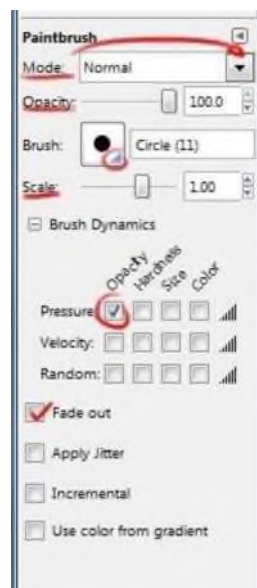 Paintbrush
Mode: Normal
Opacity: 100.0
Brush: Circle (11)
Scale: 1.00
Brush Dynamics
Opacity Hardness Size Color
Pressure:
Velocity:
Random:
Fade out
Apply Jitter
Incremental
Use color from gradient